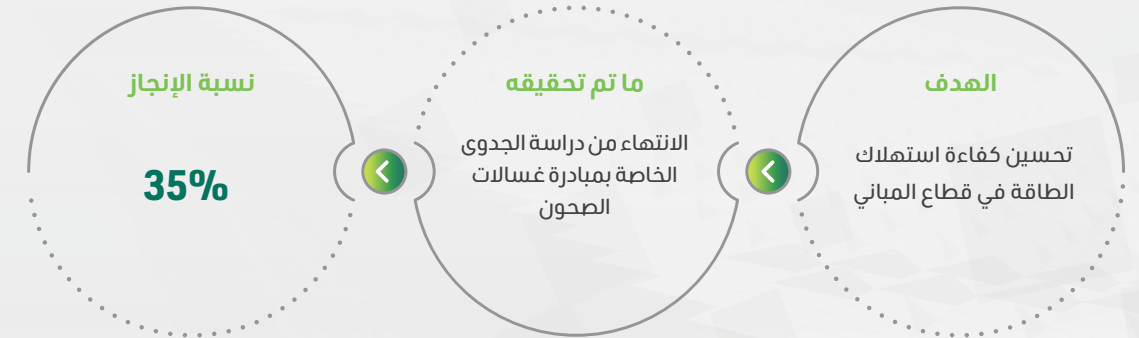 الهدف
تحسين كفاءة استهلاك
الطاقة في قطاع المباني
ما تم تحقيقه
الانتهاء من دراسة الجدوى
الخاصة بمبادرة غسالات
الصحون
نسبة الإنجاز
35%